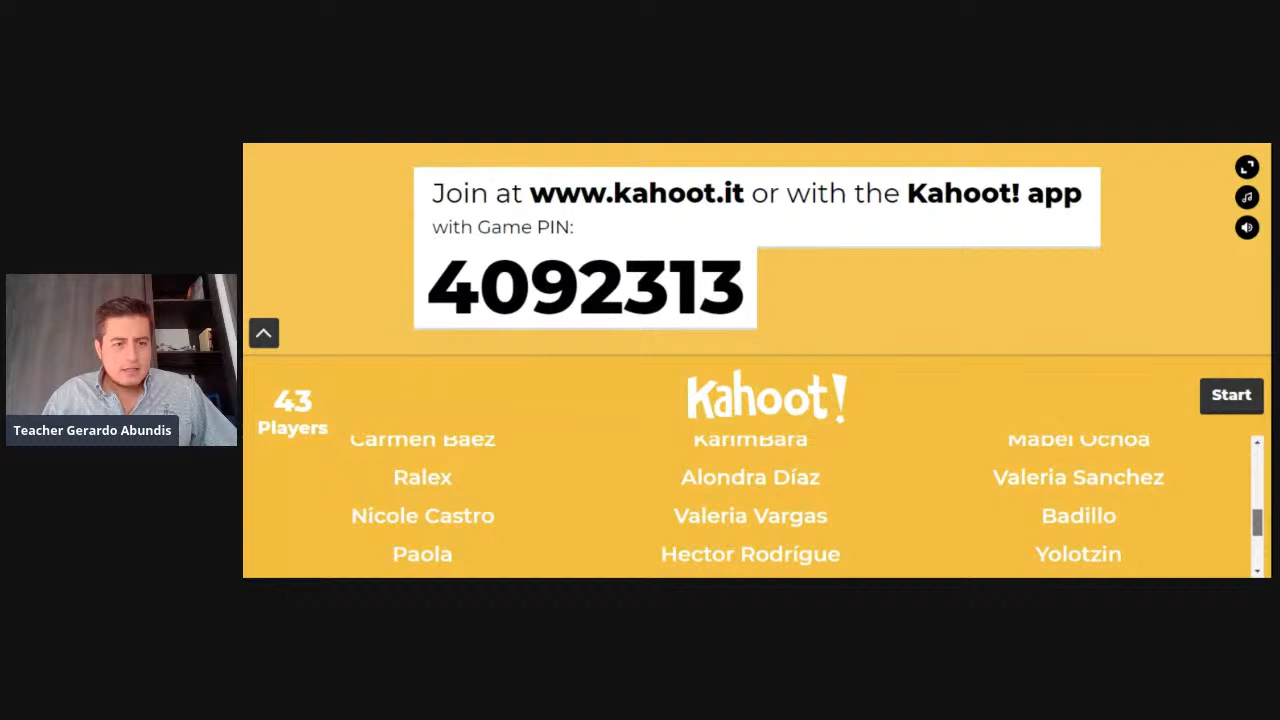 Join at www.kahoot.it or with the Kahoot! app
with Game PIN:
4092313
43
Players
Kahoot!
Start
Carmen Baez
KarimBara
Mabel Ochoa
Ralex
Alondra Díaz
Valeria Sanchez
Nicole Castro
Valeria Vargas
Badillo
Paola
Hector Rodrígue
Yolotzin
Teacher Gerardo Abundis